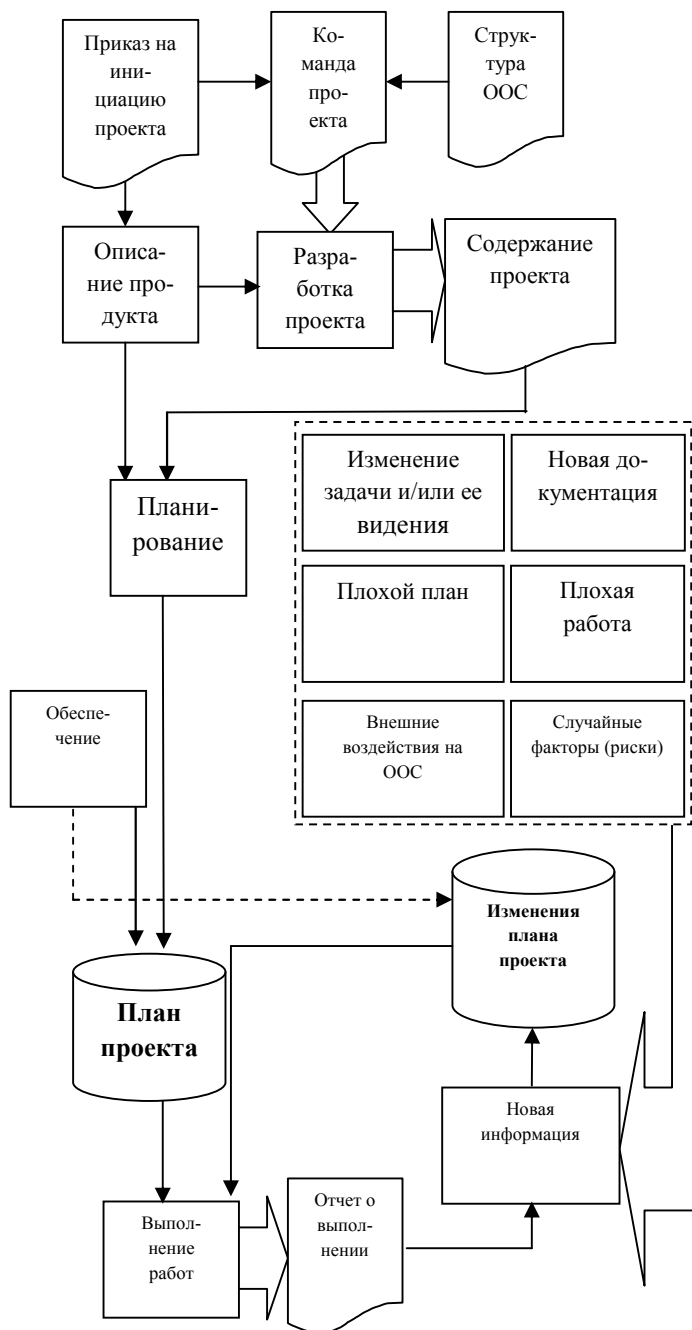 Приказ на
ини-
циацию
проекта
Ко-
манда
про-
екта
Струк-
тура
ООС
Описа-
ние про-
дукта
Разра-
ботка
проекта
Содержание
проекта
Плани-
рование
Изменение
задачи и/или ее
видения
Новая до-
кументация
Плохой план
Плохая
работа
Внешние
воздействия на
ООС
Случайные
факторы (риски)
Обеспе-
чение
Изменения
плана
проекта
План
проекта
Новая
информация
Выпол-
нение
работ
Отчет о
выпол-
нении